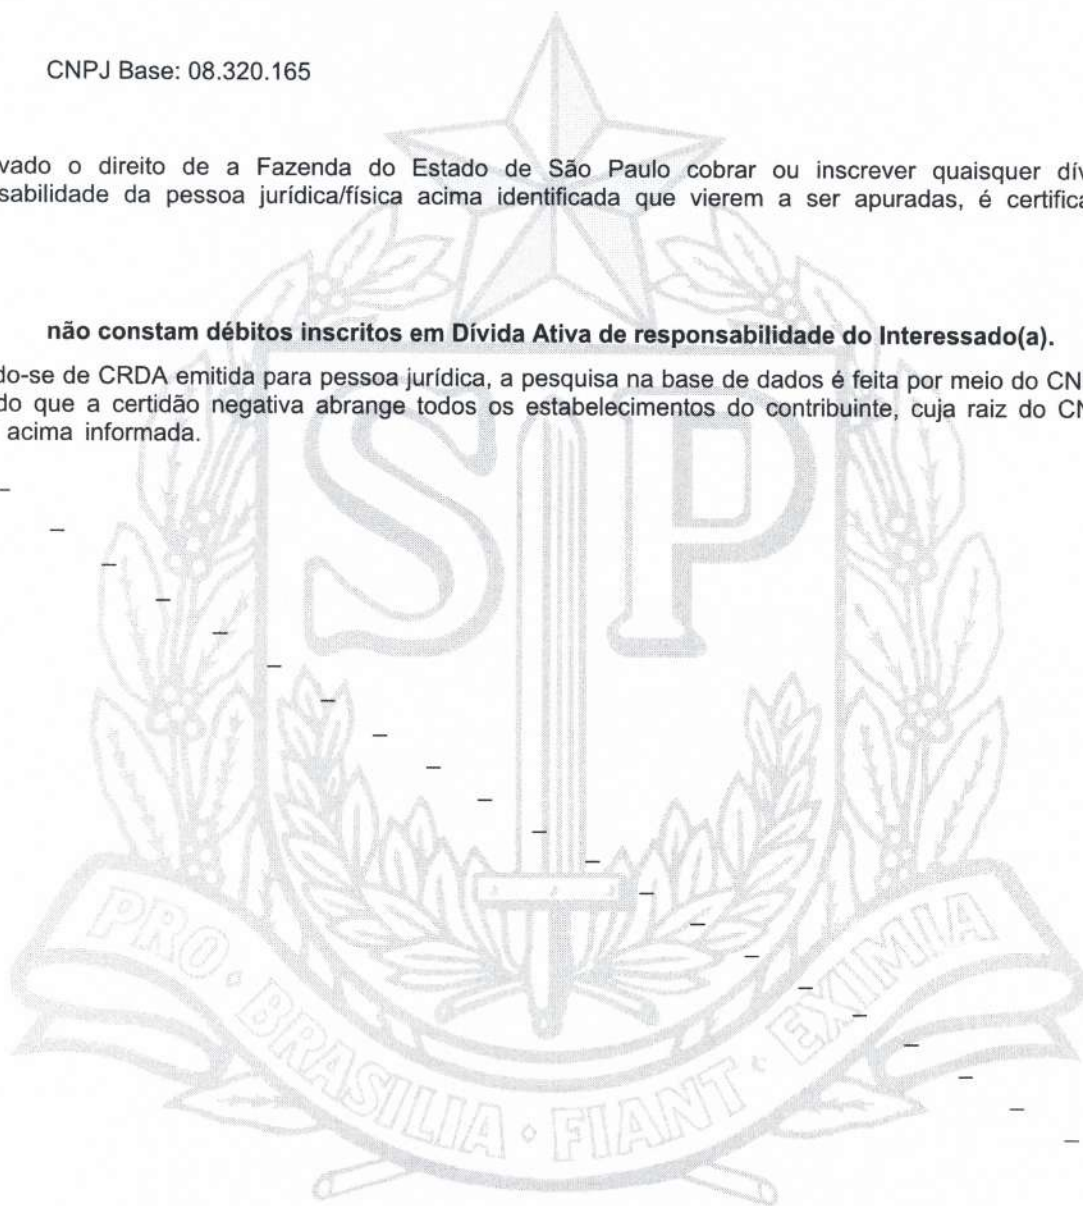 CNPJ Base: 08.320.165
vado o direito de a Fazenda do Estado de São Paulo cobrar ou inscrever quaisquer dív
sabilidade da pessoa jurídica/física acima identificada que vierem a ser apuradas, é certifica
não constam débitos inscritos em Dívida Ativa de responsabilidade do Interessado(a).
do-se de CRDA emitida para pessoa jurídica, a pesquisa na base de dados é feita por meio do CN
do que a certidão negativa abrange todos os estabelecimentos do contribuinte, cuja raiz do CN
acima informada.
SP
PRO · BRASILIA · FIANT · EXIMIA